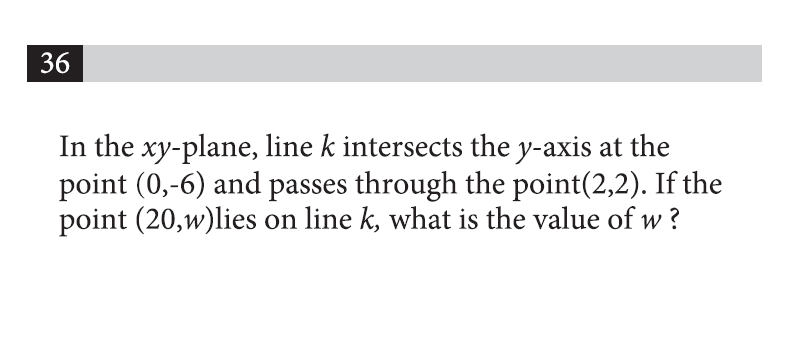 36
In the xy-plane, line k intersects the y-axis at the
point (0,-6) and passes through the point(2,2). If the
point (20,w)lies on line k, what is the value of w ?